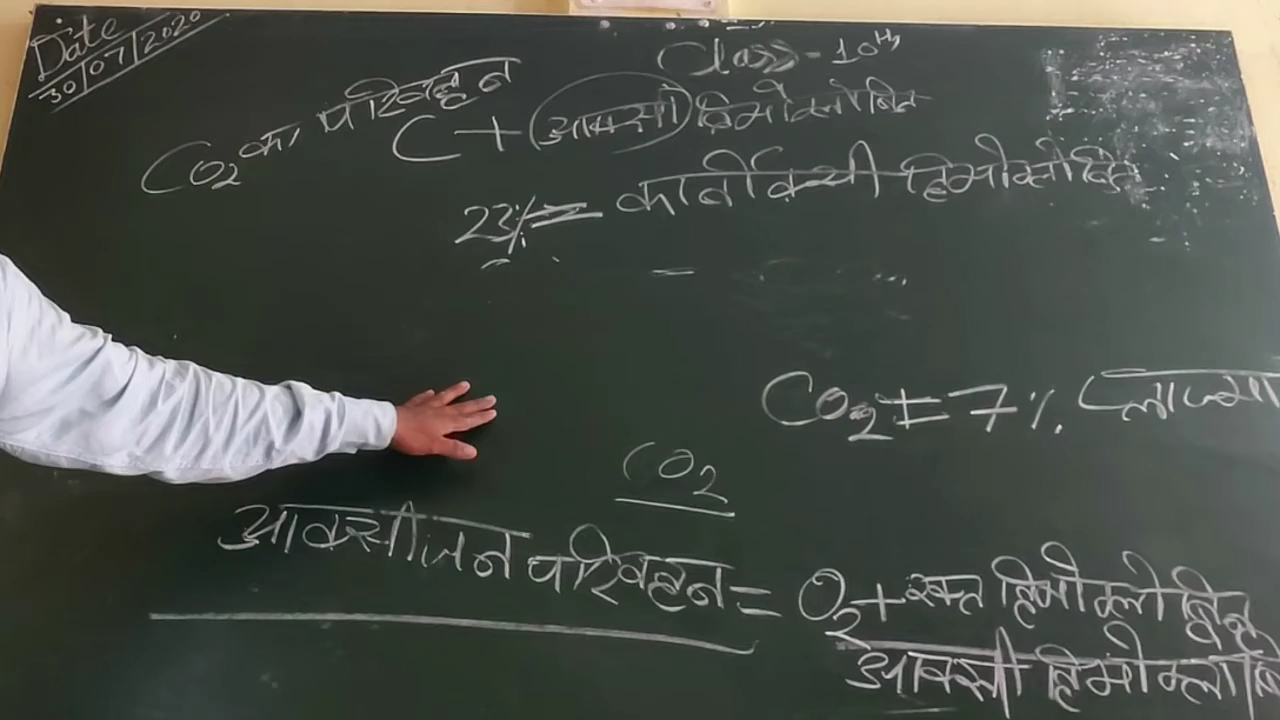 Date
30/07/2020
Class-10th
CO2 का परिवहन
C + आक्सी हिमोग्लोबिन
23% = कार्बोक्सी हिमोग्लोबिन
CO2 = 7% प्लाज्मा
CO2
आक्सीजन परिवहन = O2 + रक्त हिमोग्लोबिन
आक्सी हिमोग्लोबि